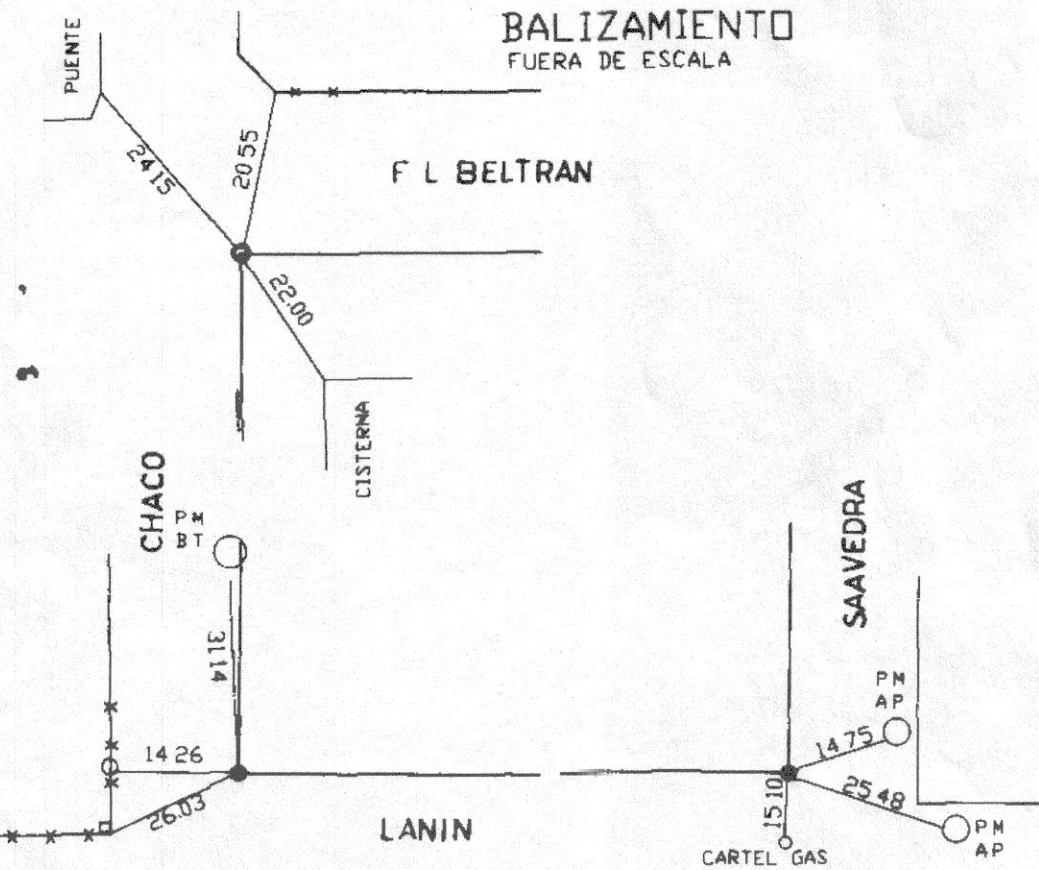 BALIZAMIENTO
FUERA DE ESCALA
PUENTE
24.15
20.55
F L BELTRAN
22.00
CISTERNA
CHACO
PM
BT
31.14
SAAVEDRA
PM
AP
14 26
14 75
26.03
LANIN
15 10
25 48
CARTEL GAS
PM
AP